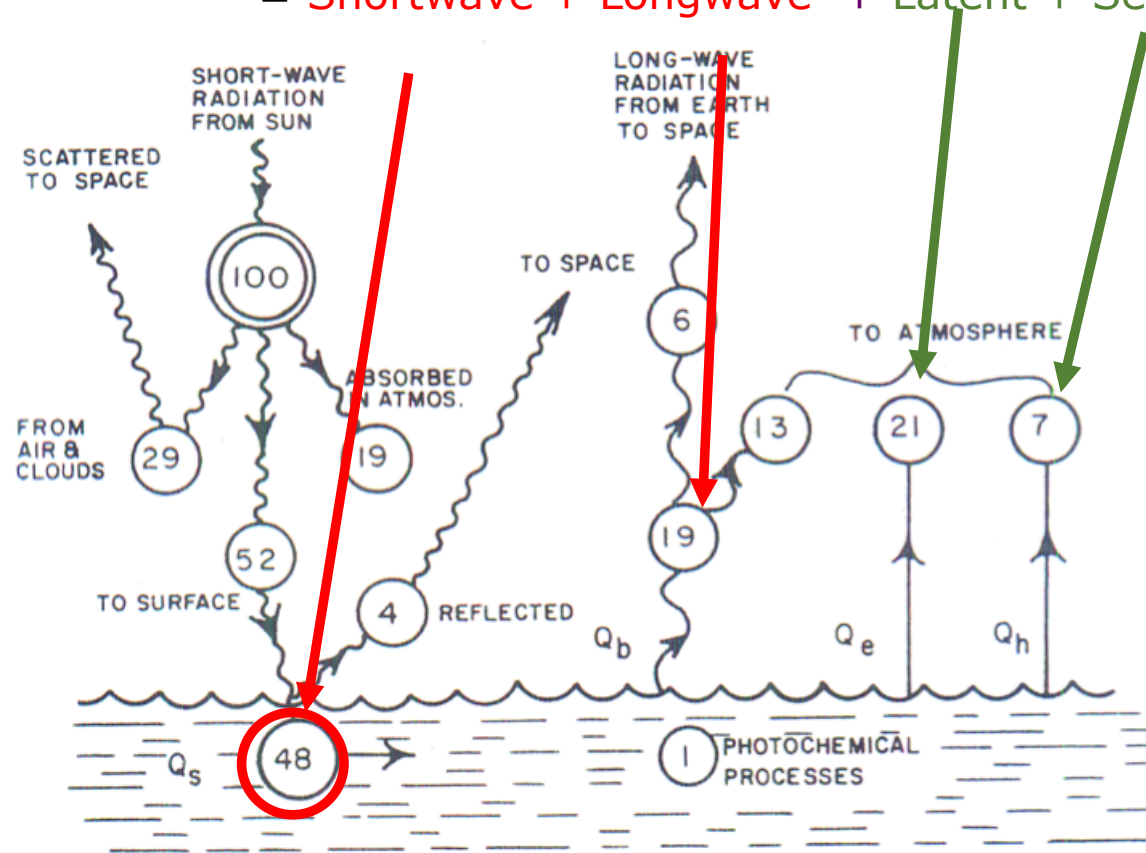 = Shortwave + Longwave + Latent + Se
SHORT-WAVE
RADIATION
FROM SUN
LONG-WAVE
RADIATION
FROM EARTH
TO SPACE
SCATTERED
TO SPACE
100
TO SPACE
6
TO ATMOSPHERE
ABSORBED
IN ATMOS.
FROM
AIR &
CLOUDS
29
19
13
21
7
52
19
TO SURFACE
4
REFLECTED
Qb
Qe
Qh
Qs
48
1
PHOTOCHEMICAL
PROCESSES